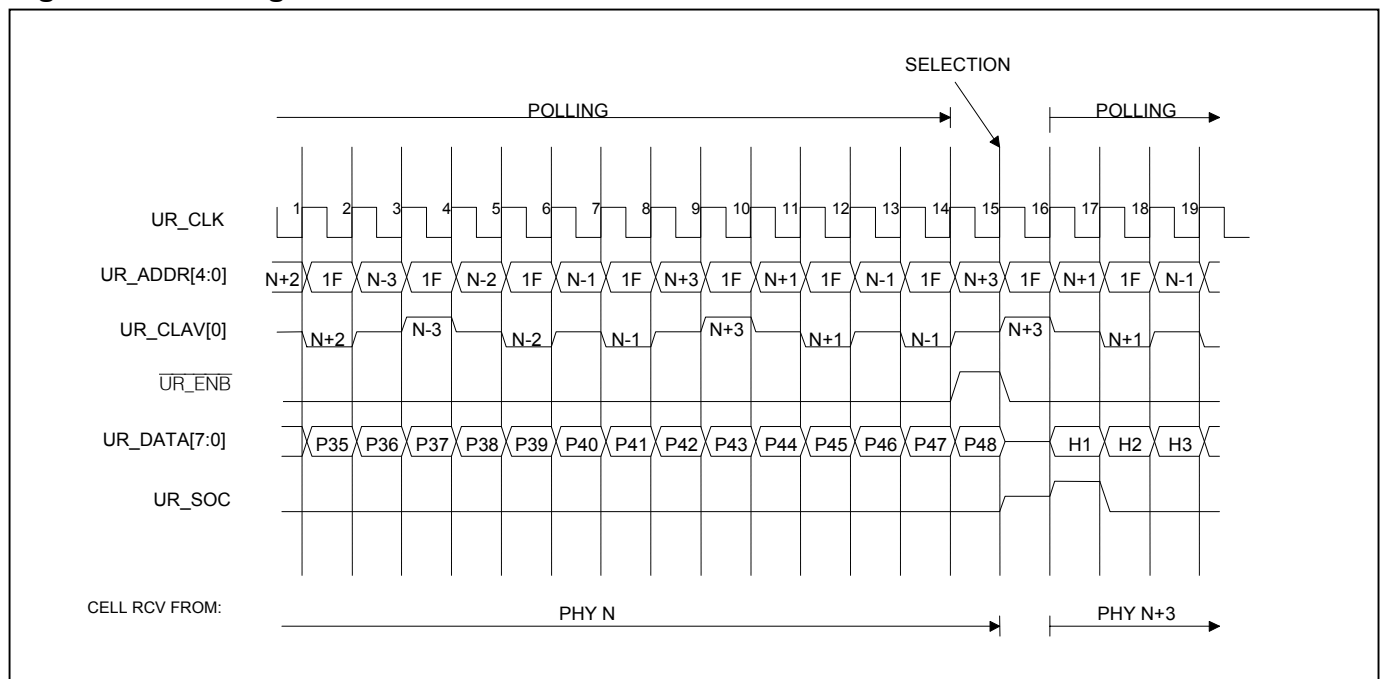 SELECTION
POLLING POLLING
UR_CLK 1 2 3 4 5 6 7 8 9 10 11 12 13 14 15 16 17 18 19
UR_ADDR[4:0] N+2 1F N-3 1F N-2 1F N-1 1F N+3 1F N+1 1F N-1 1F N+3 1F N+1 1F N-1
UR_CLAV[0] N+2 N-3 N-2 N-1 N+3 N+1 N-1 N+3 N+1
UR_ENB
UR_DATA[7:0] P35 P36 P37 P38 P39 P40 P41 P42 P43 P44 P45 P46 P47 P48 H1 H2 H3
UR_SOC
CELL RCV FROM: PHY N PHY N+3